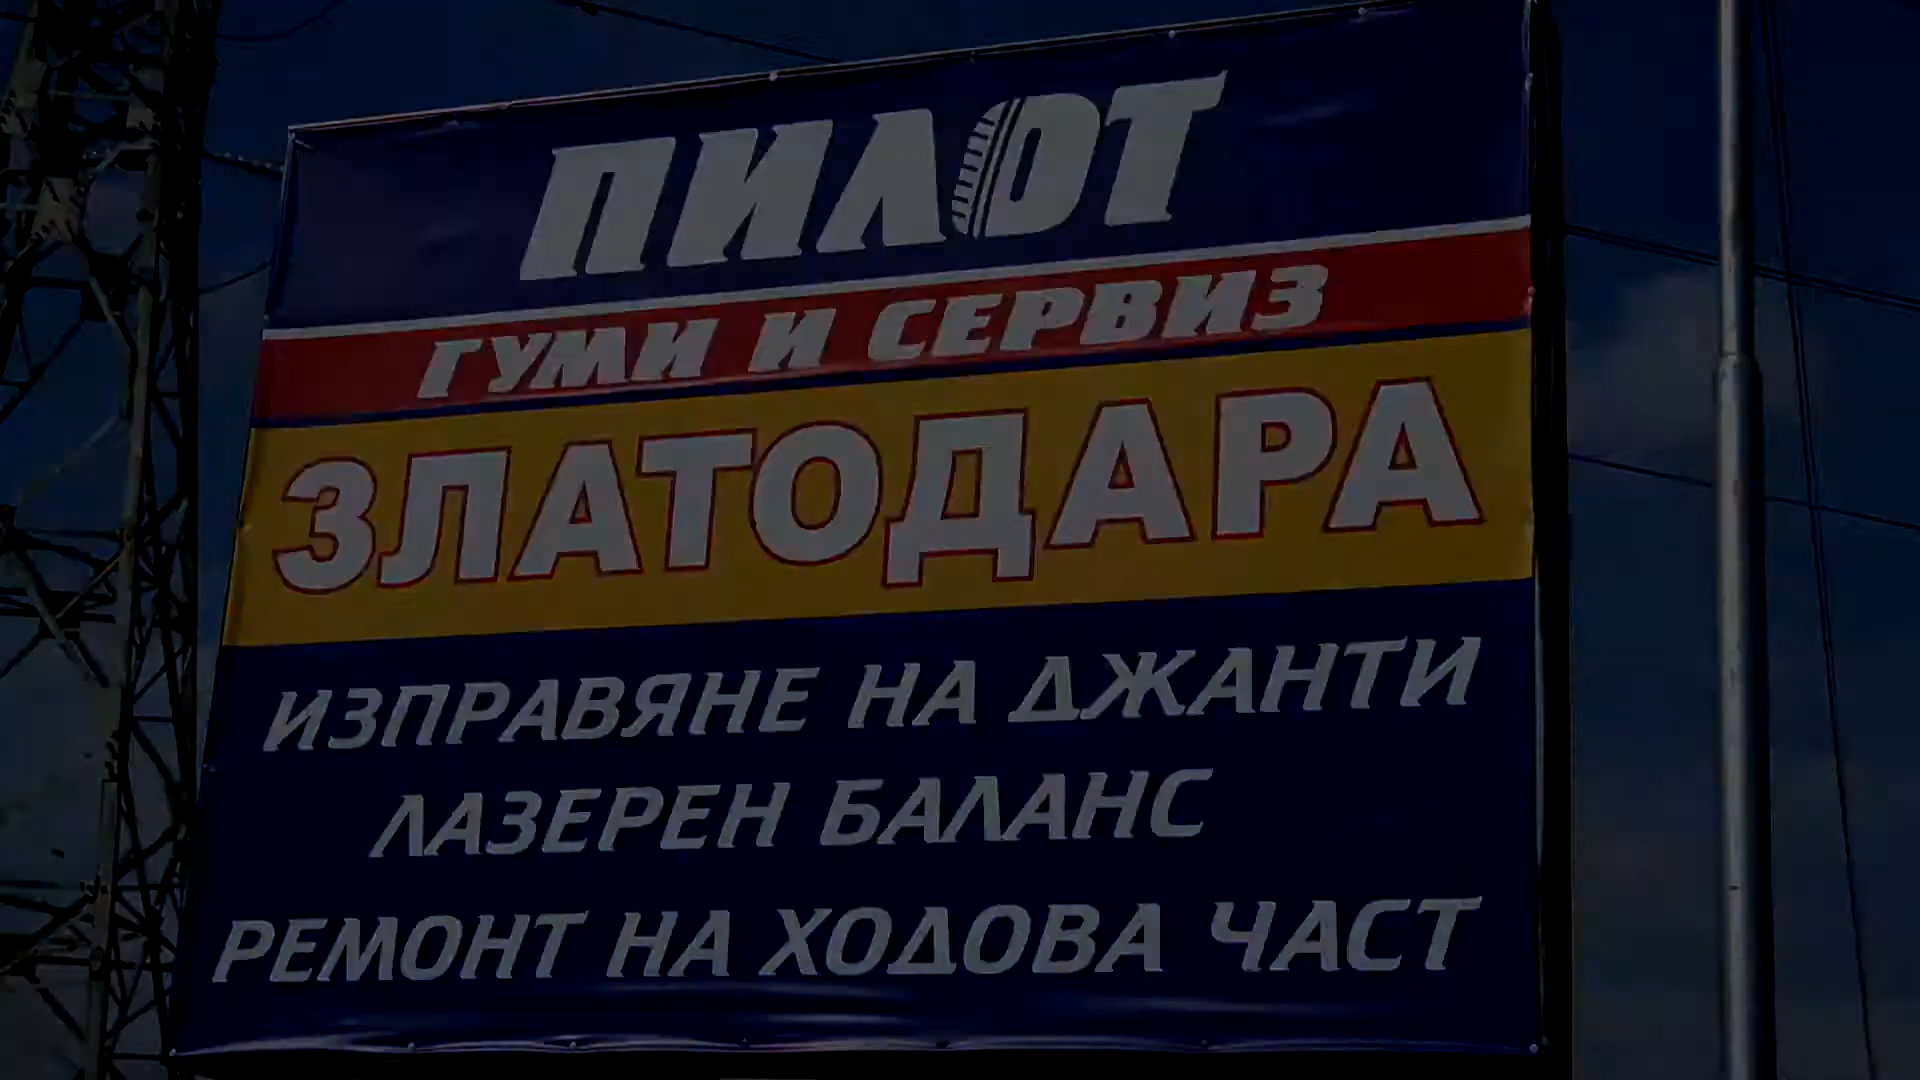 ПИЛОТ
ГУМИ И СЕРВИЗ
ЗЛАТОДАРА
ИЗПРАВЯНЕ НА ДЖАНТИ
ЛАЗЕРЕН БАЛАНС
РЕМОНТ НА ХОДОВА ЧАСТ